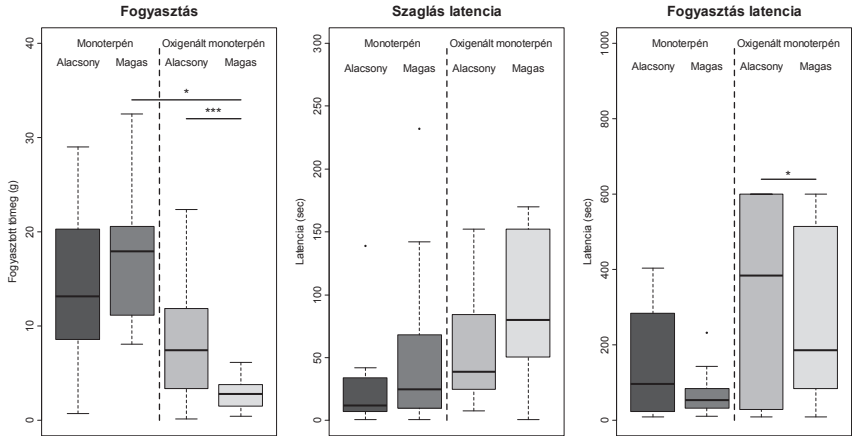 Fogyasztás
Monoterpén Oxigenált monoterpén
Alacsony Magas Alacsony Magas
*
***
Fogyasztott tömeg (g)
0 10 20 30 40
Szaglás latencia
Monoterpén Oxigenált monoterpén
Alacsony Magas Alacsony Magas
Latencia (sec)
0 50 100 150 200 250 300
Fogyasztás latencia
Monoterpén Oxigenált monoterpén
Alacsony Magas Alacsony Magas
*
Latencia (sec)
0 200 400 600 800 1000